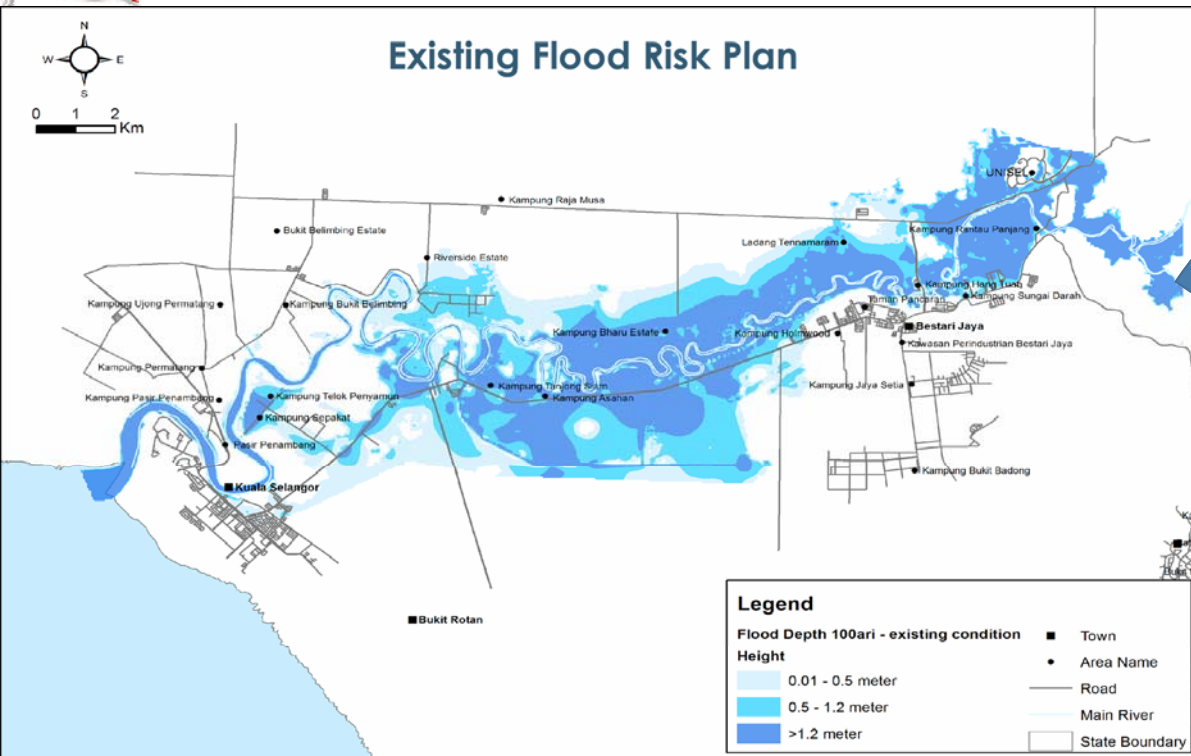 Existing Flood Risk Plan
N
W E
S
0 1 2
Km
UNISEL
Kampung Raja Musa
Kampung Rantau Panjang
Bukit Belimbing Estate
Ladang Tennamaram
Riverside Estate
Kampung Hang Tuah
Kampung Sungai Darah
Kampung Ujong Permatang
Kampung Bukit Belimbing
Taman Pancaran
Bestari Jaya
Kampung Bharu Estate
Kampung Holmwood
Kawasan Perindustrian Bestari Jaya
Kampung Permatang
Kampung Tanjong Siam
Kampung Jaya Setia
Kampung Pasir Penambang
Kampung Telok Penyamun
Kampung Asahan
Kampung Sepakat
Pasir Penambang
Kampung Bukit Badong
Kuala Selangor
Bukit Rotan
Legend
Flood Depth 100ari - existing condition
Height
0.01 - 0.5 meter
0.5 - 1.2 meter
>1.2 meter
Town
Area Name
Road
Main River
State Boundary